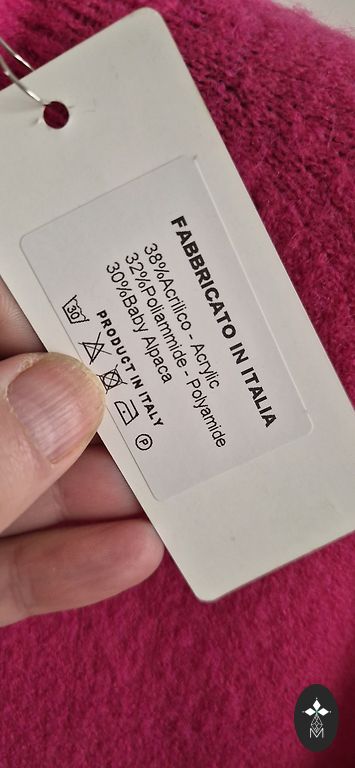 FABBRICATO IN ITALIA
38%Acrilico - Acrylic
32%Poliammide - Polyamide
30%Baby Alpaca
PRODUCT IN ITALY
30
P
M